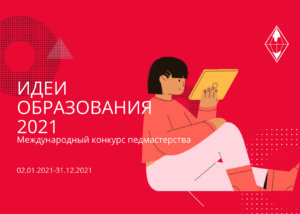 ИДЕИ
ОБРАЗОВАНИЯ
2021
Международный конкурс педмастерства
02.01.2021-31.12.2021